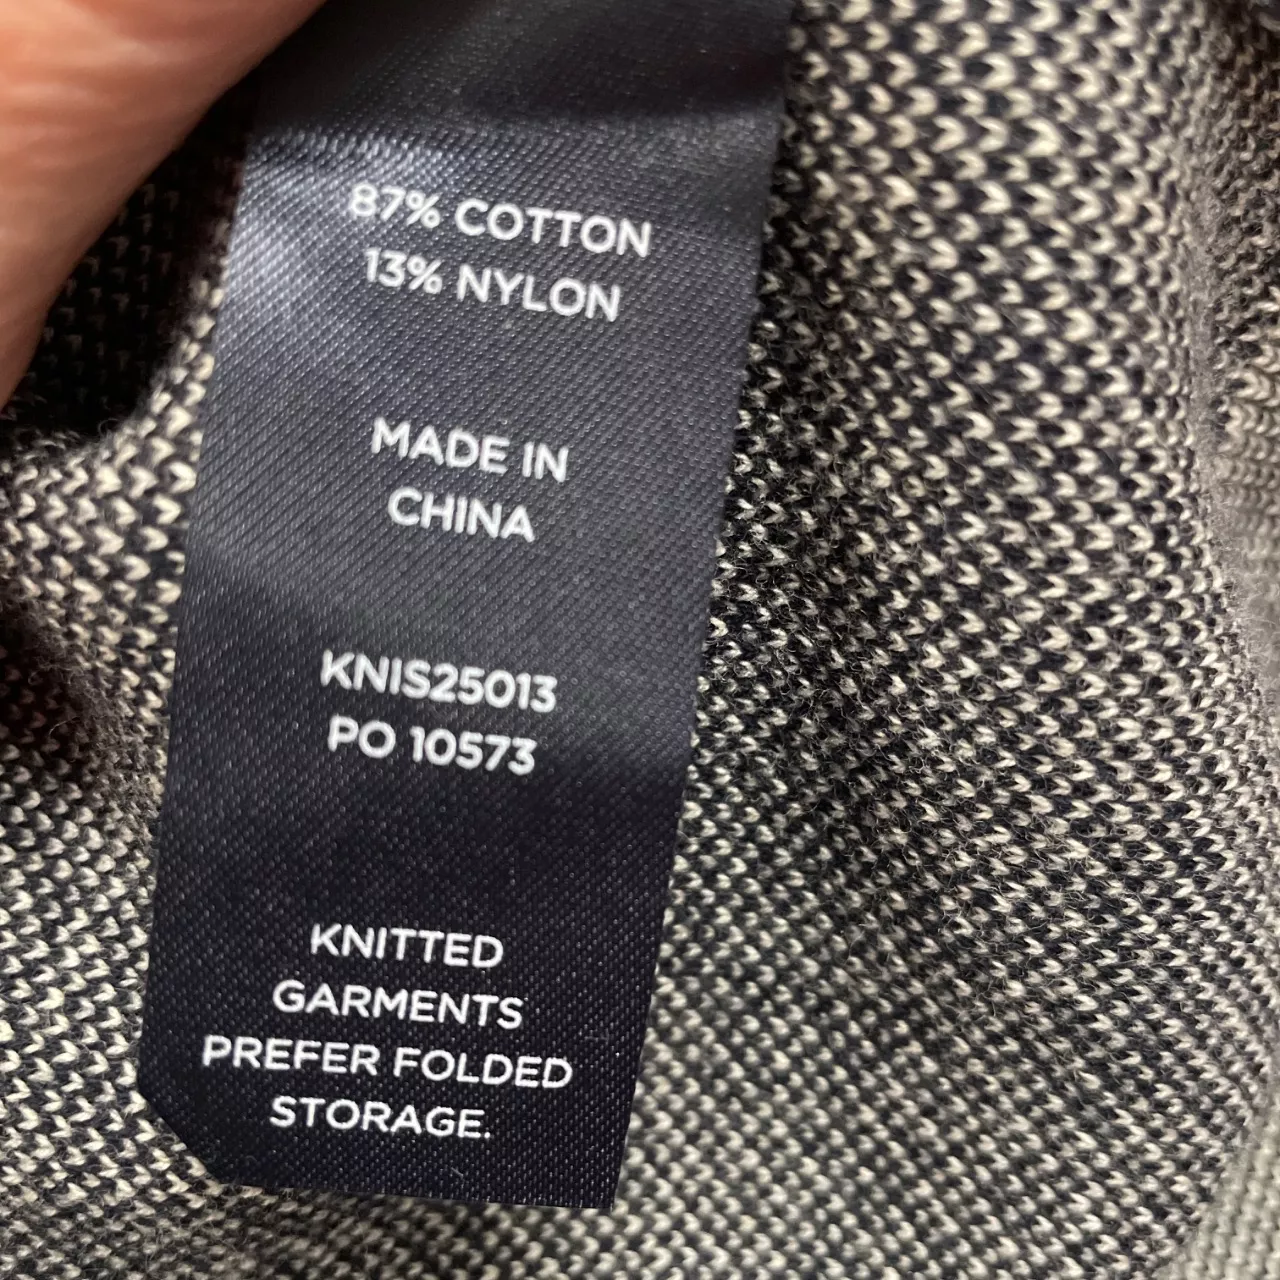 87% COTTON
13% NYLON
MADE IN
CHINA
KNIS25013
PO 10573
KNITTED
GARMENTS
PREFER FOLDED
STORAGE.